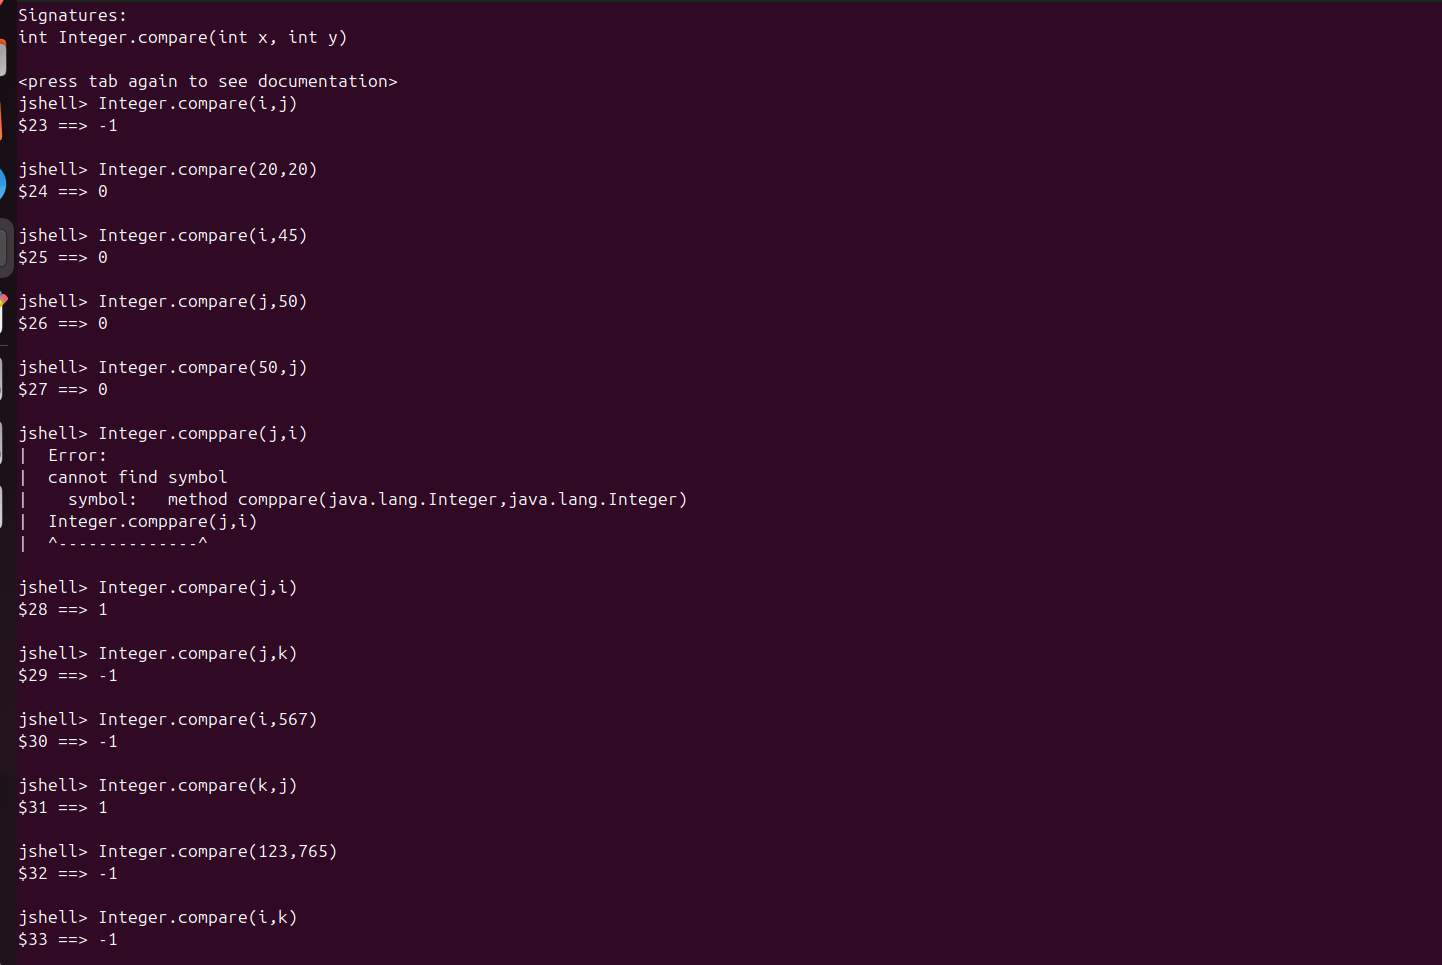 Signatures:
int Integer.compare(int x, int y)
<press tab again to see documentation>
jshell> Integer.compare(i,j)
$23 ==> -1
jshell> Integer.compare(20,20)
$24 ==> 0
jshell> Integer.compare(i,45)
$25 ==> 0
jshell> Integer.compare(j,50)
$26 ==> 0
jshell> Integer.compare(50,j)
$27 ==> 0
jshell> Integer.comppare(j,i)
|  Error:
|  cannot find symbol
|    symbol:   method comppare(java.lang.Integer,java.lang.Integer)
|  Integer.comppare(j,i)
|  ^--------------^
jshell> Integer.compare(j,i)
$28 ==> 1
jshell> Integer.compare(j,k)
$29 ==> -1
jshell> Integer.compare(i,567)
$30 ==> -1
jshell> Integer.compare(k,j)
$31 ==> 1
jshell> Integer.compare(123,765)
$32 ==> -1
jshell> Integer.compare(i,k)
$33 ==> -1